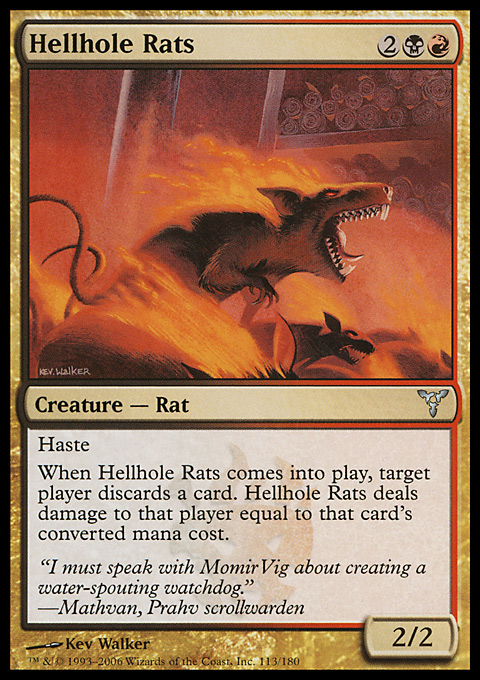 Hellhole Rats 2
KEV. WALKER
Creature — Rat
Haste
When Hellhole Rats comes into play, target
player discards a card. Hellhole Rats deals
damage to that player equal to that card's
converted mana cost.
"I must speak with Momir Vig about creating a
water-spouting watchdog."
—Mathvan, Prahv scrollwarden
Kev Walker
2/2
™ & © 1993–2006 Wizards of the Coast, Inc. 113/180